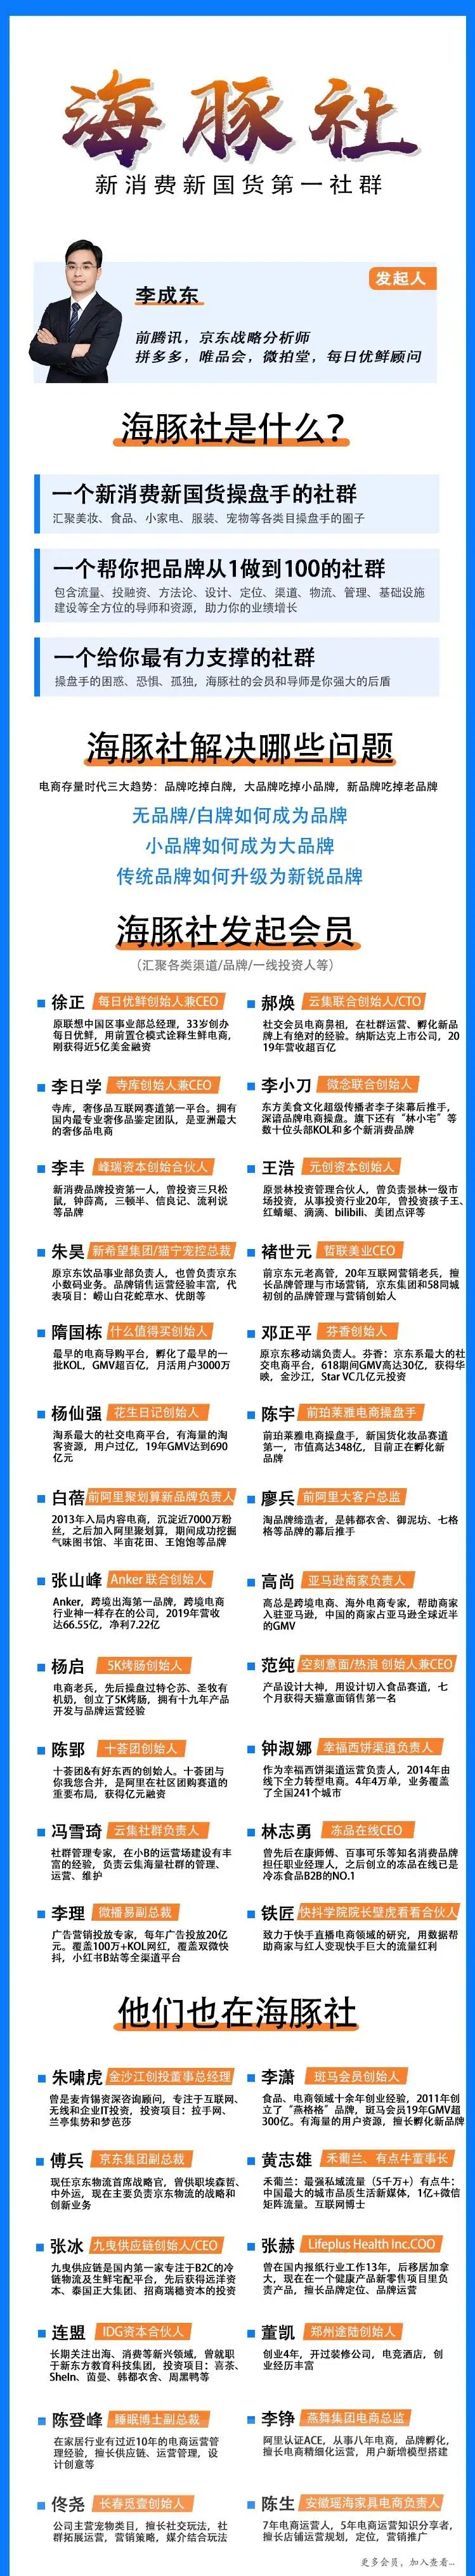 海豚社
新消费新国货第一社群
发起人
李成东
前腾讯，京东战略分析师
拼多多，唯品会，微拍堂，每日优鲜顾问
海豚社是什么？
一个新消费新国货操盘手的社群
汇聚美妆、食品、小家电、服装、宠物等各类目操盘手的圈子
一个帮你把品牌从1做到100的社群
包含流量、投融资、方法论、设计、定位、渠道、物流、管理、基础设施
建设等全方位的导师和资源，助力你的业绩增长
一个给你最有力支撑的社群
操盘手的困惑、恐惧、孤独，海豚社的会员和导师是你强大的后盾
海豚社解决哪些问题
电商存量时代三大趋势：品牌吃掉白牌，大品牌吃掉小品牌，新品牌吃掉老品牌
无品牌/白牌如何成为品牌
小品牌如何成为大品牌
传统品牌如何升级为新锐品牌
海豚社发起会员
（汇聚各类渠道/品牌/一线投资人等）
徐正 每日优鲜创始人兼CEO
原联想中国区事业部总经理，33岁创办
每日优鲜，用前置仓模式诠释生鲜电商，
刚获得近5亿美金融资
郝焕 云集联合创始人/CTO
社交会员电商鼻祖，在社群运营、孵化新品
牌上有绝对的经验。纳斯达克上市公司，20
19年营收超百亿
李日学 寺库创始人兼CEO
寺库，奢侈品互联网赛道第一平台。拥有
国内最专业奢侈品鉴定团队，是亚洲最大
的奢侈品电商
李小刀 微念联合创始人
东方美食文化超级传播者李子柒幕后推手，
深谙品牌电商操盘。旗下还有“林小宅”等
数十位头部KOL和多个新消费品牌
李丰 峰瑞资本创始合伙人
新消费品牌投资第一人，曾投资三只松
鼠，钟薛高，三顿半、信良记、流利说
等品牌
王浩 元创资本创始人
原景林投资管理合伙人，曾负责景林一级市
场投资，从事投资行业20年，曾投资孩子王、
红蜻蜓、滴滴、bilibili、美团点评等
朱昊 新希望集团/猫宁宠控总裁
原京东饮品事业部负责人，也曾负责京东
小数码业务。品牌销售运营经验丰富，代
表项目：崂山白花蛇草水、优朗等
褚世元 哲联美业CEO
前京东元老高管，20年互联网营销老兵，擅
长品牌管理与市场营销，京东集团和58同城
初创的品牌管理与营销创始人
隋国栋 什么值得买创始人
最早的电商导购平台，孵化了最早的一
批KOL，GMV超百亿，月活用户3000万
邓正平 芬香创始人
原京东移动端负责人。芬香：京东系最大的社
交电商平台，618期间GMV高达30亿，获得华
映，金沙江，Star VC几亿元投资
杨仙强 花生日记创始人
淘系最大的社交电商平台，有海量的淘
客资源，用户过亿，19年GMV达到690
亿元
陈宇 前珀莱雅电商操盘手
前珀莱雅电商操盘手，新国货化妆品赛道
第一，市值高达348亿，目前正在孵化新
品牌
白蓓 前阿里聚划算新品牌负责人
2013年入局内容电商，沉淀近7000万粉
丝，之后加入阿里聚划算，期间成功挖掘
气味图书馆、半亩花田、王饱饱等品牌
廖兵 前阿里大客户总监
淘品牌缔造者，是韩都衣舍、御泥坊、七格
格等品牌的幕后推手
张山峰 Anker 联合创始人
Anker，跨境出海第一品牌，跨境电商
行业神一样存在的公司，2019年营收
达66.55亿，净利7.22亿
高尚 亚马逊商家负责人
高总是跨境电商、海外电商专家，帮助商家
入驻亚马逊，中国的商家占亚马逊全球近半
的GMV
杨启 5K烤肠创始人
电商老兵，先后操盘过特仑苏、圣牧有
机奶，创立了5K烤肠，拥有十九年产品
开发与品牌运营经验
范纯 空刻意面/热浪 创始人兼CEO
产品设计大神，用设计切入食品赛道，七
个月获得天猫意面销售第一名
陈郢 十荟团创始人
十荟团&有好东西的创始人。十荟团与
你我您合并，是阿里在社区团购赛道的
重要布局，获得亿元融资
钟淑娜 幸福西饼渠道负责人
作为幸福西饼渠道运营负责人，2014年由
线下全力转型电商。4年4万单，业务覆盖
了全国241个城市
冯雪琦 云集社群负责人
社群管理专家，在小B的运营场建设有丰
富的经验，负责云集海量社群的管理、
运营、维护
林志勇 冻品在线CEO
曾先后在康师傅、百事可乐等知名消费品牌
担任职业经理人，之后创立的冻品在线已是
冷冻食品B2B的NO.1
李理 微播易副总裁
广告营销投放专家，每年广告投放20亿
元。覆盖100万+KOL网红，覆盖双微快
抖，小红书B站等全渠道平台
铁匠 快抖学院院长壁虎看看合伙人
致力于快手直播电商领域的研究，用数据帮
助商家与红人变现快手巨大的流量红利
他们也在海豚社
朱啸虎 金沙江创投董事总经理
曾是麦肯锡资深咨询顾问，专注于互联网、
无线和企业IT投资，投资项目：拉手网、
兰亭集势和梦芭莎
李潇 斑马会员创始人
食品、电商领域十余年创业经验，2011年创
立了“燕格格”品牌，斑马会员19年GMV超
300亿。有海量的用户资源，擅长孵化新品牌
傅兵 京东集团副总裁
现任京东物流首席战略官，曾供职埃森哲、
中外运，现在主要负责京东物流的战略和
创新业务
黄志雄 禾葡兰、有点牛董事长
禾葡兰：最强私域流量（5千万+）有点牛：
中国最大的城市品质生活新媒体，1亿+微信
矩阵流量。互联网博士
张冰 九曳供应链创始人/CEO
九曳供应链是国内第一家专注于B2C的冷
链物流及生鲜宅配平台，先后获得远洋资
本、泰国正大集团、招商瑞穗资本的投资
张赫 Lifeplus Health Inc.COO
曾在国内报纸行业工作13年，后移居加拿
大，现在在一个健康产品新零售项目里负
责产品，擅长品牌定位、品牌运营
连盟 IDG资本合伙人
长期关注出海、消费等新兴领域，曾就职
于新东方教育科技集团，投资项目：喜茶、
SheIn、茵曼、韩都衣舍、周黑鸭等
董凯 郑州途陆创始人
创业4年，开过装修公司，电竞酒店，创
业经历丰富
陈登峰 睡眠博士副总裁
在家居行业有过近10年的电商运营管
理经验，擅长供应链、运营管理，设
计创意等
李铮 燕舞集团电商总监
阿里认证ACE，从事八年电商，品牌孵化，
擅长电商精细化运营，用户新增模型搭建
佟尧 长春觅壹创始人
公司主营宠物类目，擅长社交玩法，社
群拓展运营，营销策略，媒介结合玩法
陈生 安徽瑶海家具电商负责人
7年电商运营人，5年电商运营知识分享者，
擅长店铺运营规划，定位，营销推广
更多会员，加入查看...